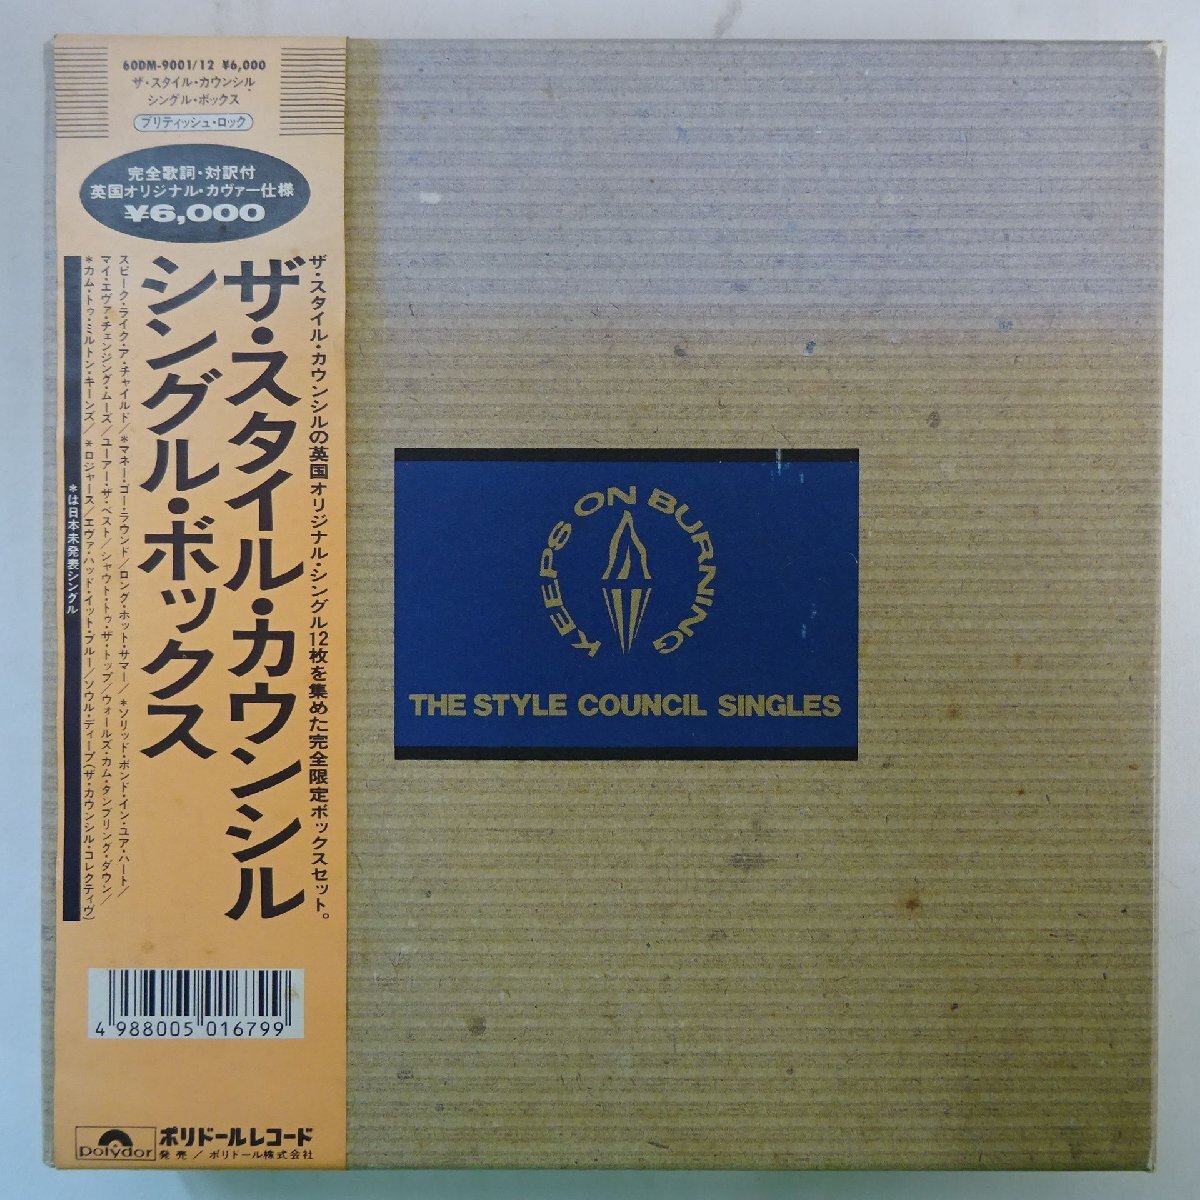 60DM-9001/12 ¥6,000
ザ・スタイル・カウンシル
シングル・ボックス
ブリティッシュ・ロック
完全歌詞・対訳付
英国オリジナル・カヴァー仕様
¥6,000
ザ・スタイル・カウンシルの英国オリジナル・シングル12枚を集めた完全限定ボックスセット。
ザ・スタイル・カウンシル
シングル・ボックス
スピーク・ライク・ア・チャイルド/*マネー・ゴー・ラウンド/ロング・ホット・サマー/*ソリッド・ボンド・イン・ユア・ハート/
マイ・エヴァ・チェンジング・ムーズ/ユーアー・ザ・ベスト/シャウト・トゥ・ザ・トップ/ウォールズ・カム・タンブリング・ダウン/
*カム・トゥ・ミルトン・キーンズ/*ロジャース/エヴァ・ハッド・イット・ブルー/ソウル・ディープ(ザ・カウンシル・コレクティヴ)
*は日本未発表シングル
4 988005 016799
polydor
ポリドールレコード
発売/ポリドール株式会社
KEEPS ON BURNING
THE STYLE COUNCIL SINGLES